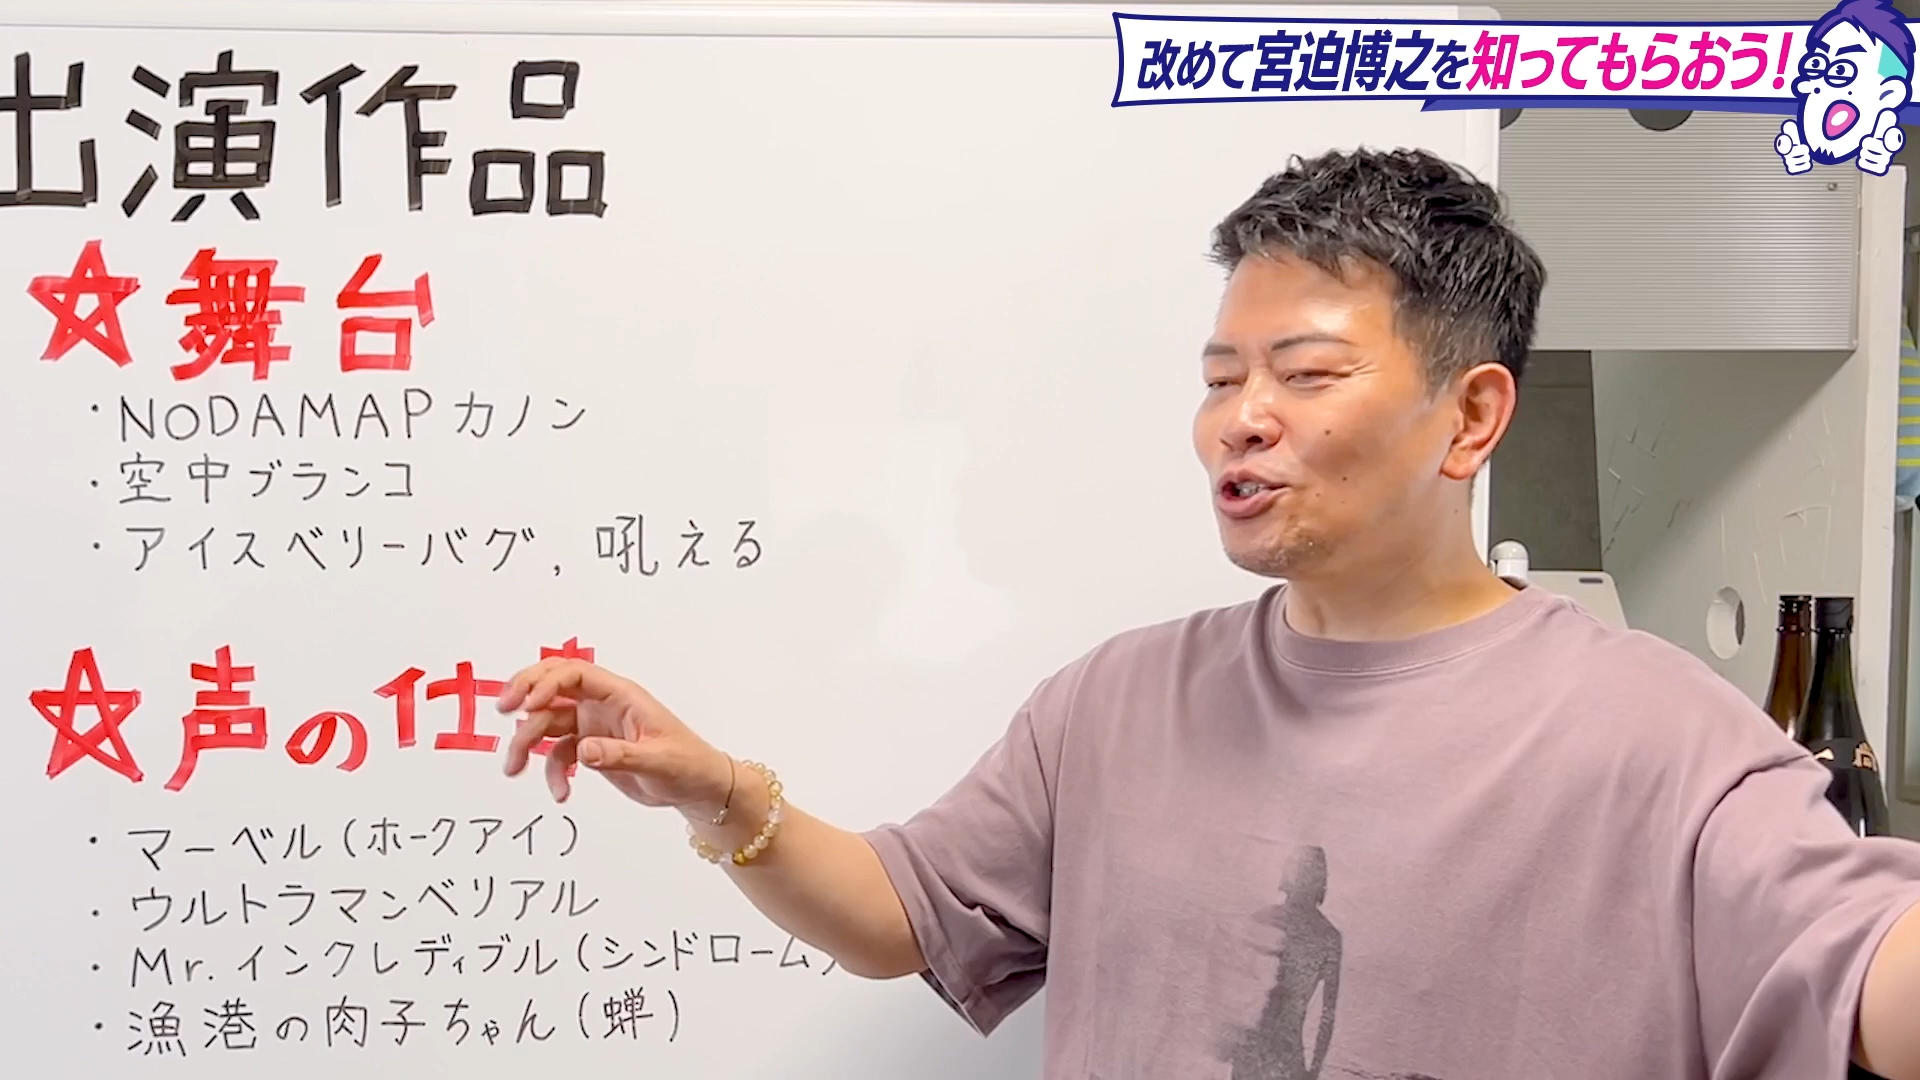 改めて宮迫博之を知ってもらおう!
出演作品
☆舞台
・NODAMAP カノン
・空中ブランコ
・アイスベリーバグ, 吼える
☆声の仕事
・マーベル(ホークアイ)
・ウルトラマンベリアル
・Mr.インクレディブル(シンドローム)
・漁港の肉子ちゃん(蝉)